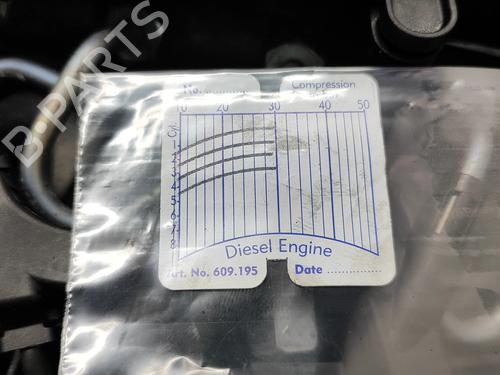 B-PARTS
No. ..........
Compression
10 20 30 40 50
Cyl.
1
2
3
4
5
6
7
8
Diesel Engine
Art. No. 609.195
Date ...............